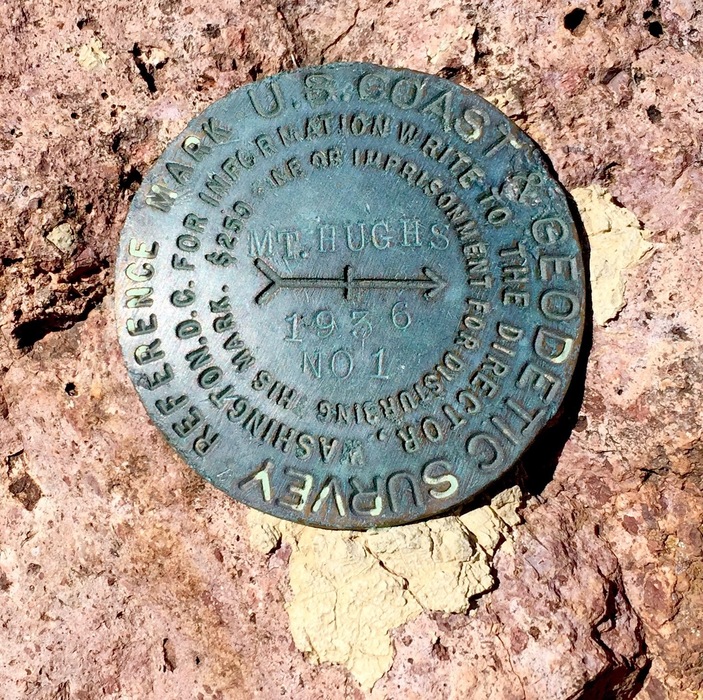 U.S. COAST & GEODETIC SURVEY
REFERENCE MARK
FOR INFORMATION WRITE TO THE DIRECTOR, WASHINGTON, D.C.
$250 FINE OR IMPRISONMENT FOR DISTURBING THIS MARK.
MT. HUGHS
1936
NO 1